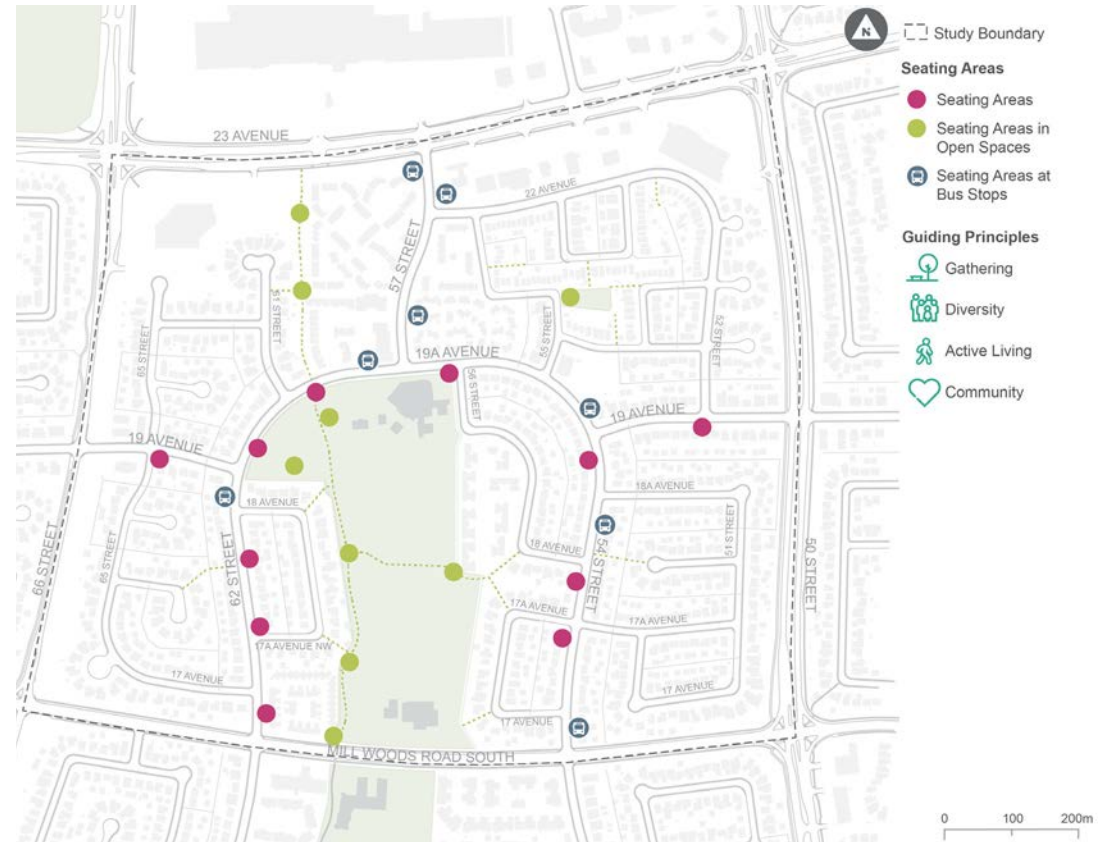 N
Study Boundary
Seating Areas
Seating Areas
Seating Areas in
Open Spaces
Seating Areas at
Bus Stops
Guiding Principles
Gathering
Diversity
Active Living
Community
23 AVENUE
22 AVENUE
57 STREET
61 STREET
65 STREET
55 STREET
52 STREET
19A AVENUE
56 STREET
19 AVENUE
19 AVENUE
18 AVENUE
18A AVENUE
66 STREET
65 STREET
62 STREET
18 AVENUE
54 STREET
51 STREET
50 STREET
17A AVENUE
17A AVENUE
17A AVENUE NW
17 AVENUE
17 AVENUE
17 AVENUE
MILL WOODS ROAD SOUTH
0 100 200m